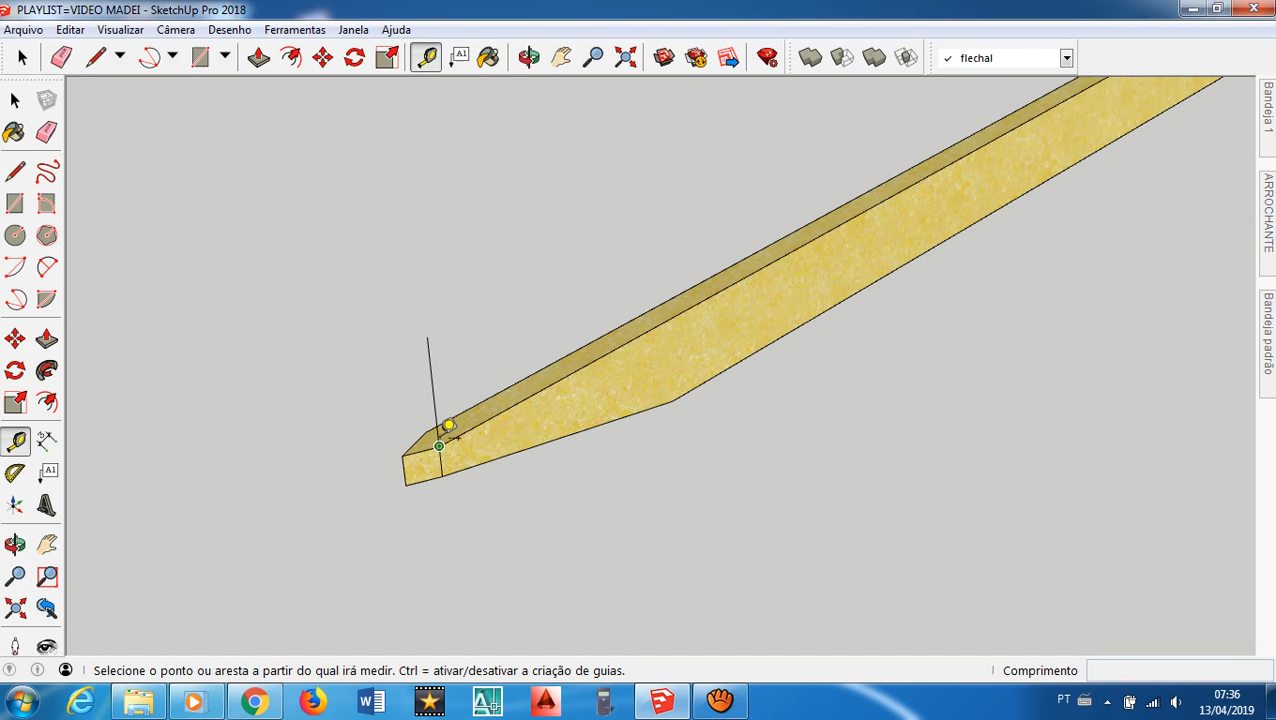 PLAYLIST=VIDEO MADEI - SketchUp Pro 2018
Arquivo Editar Visualizar Câmera Desenho Ferramentas Janela Ajuda
A1
✓ flechal
Bandeja 1
ARROCHANTE
Bandeja padrão
A1
Selecione o ponto ou aresta a partir do qual irá medir. Ctrl = ativar/desativar a criação de guias.
Comprimento
PT
07:36
13/04/2019